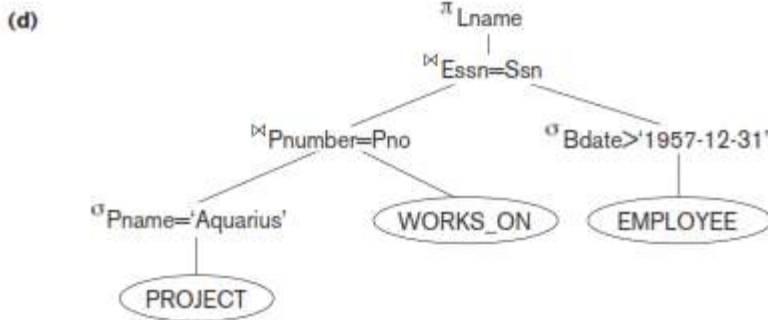 (d)
π Lname
⋈ Essn=Ssn
⋈ Pnumber=Pno
σ Bdate>‘1957-12-31’
σ Pname=‘Aquarius’
WORKS_ON
EMPLOYEE
PROJECT